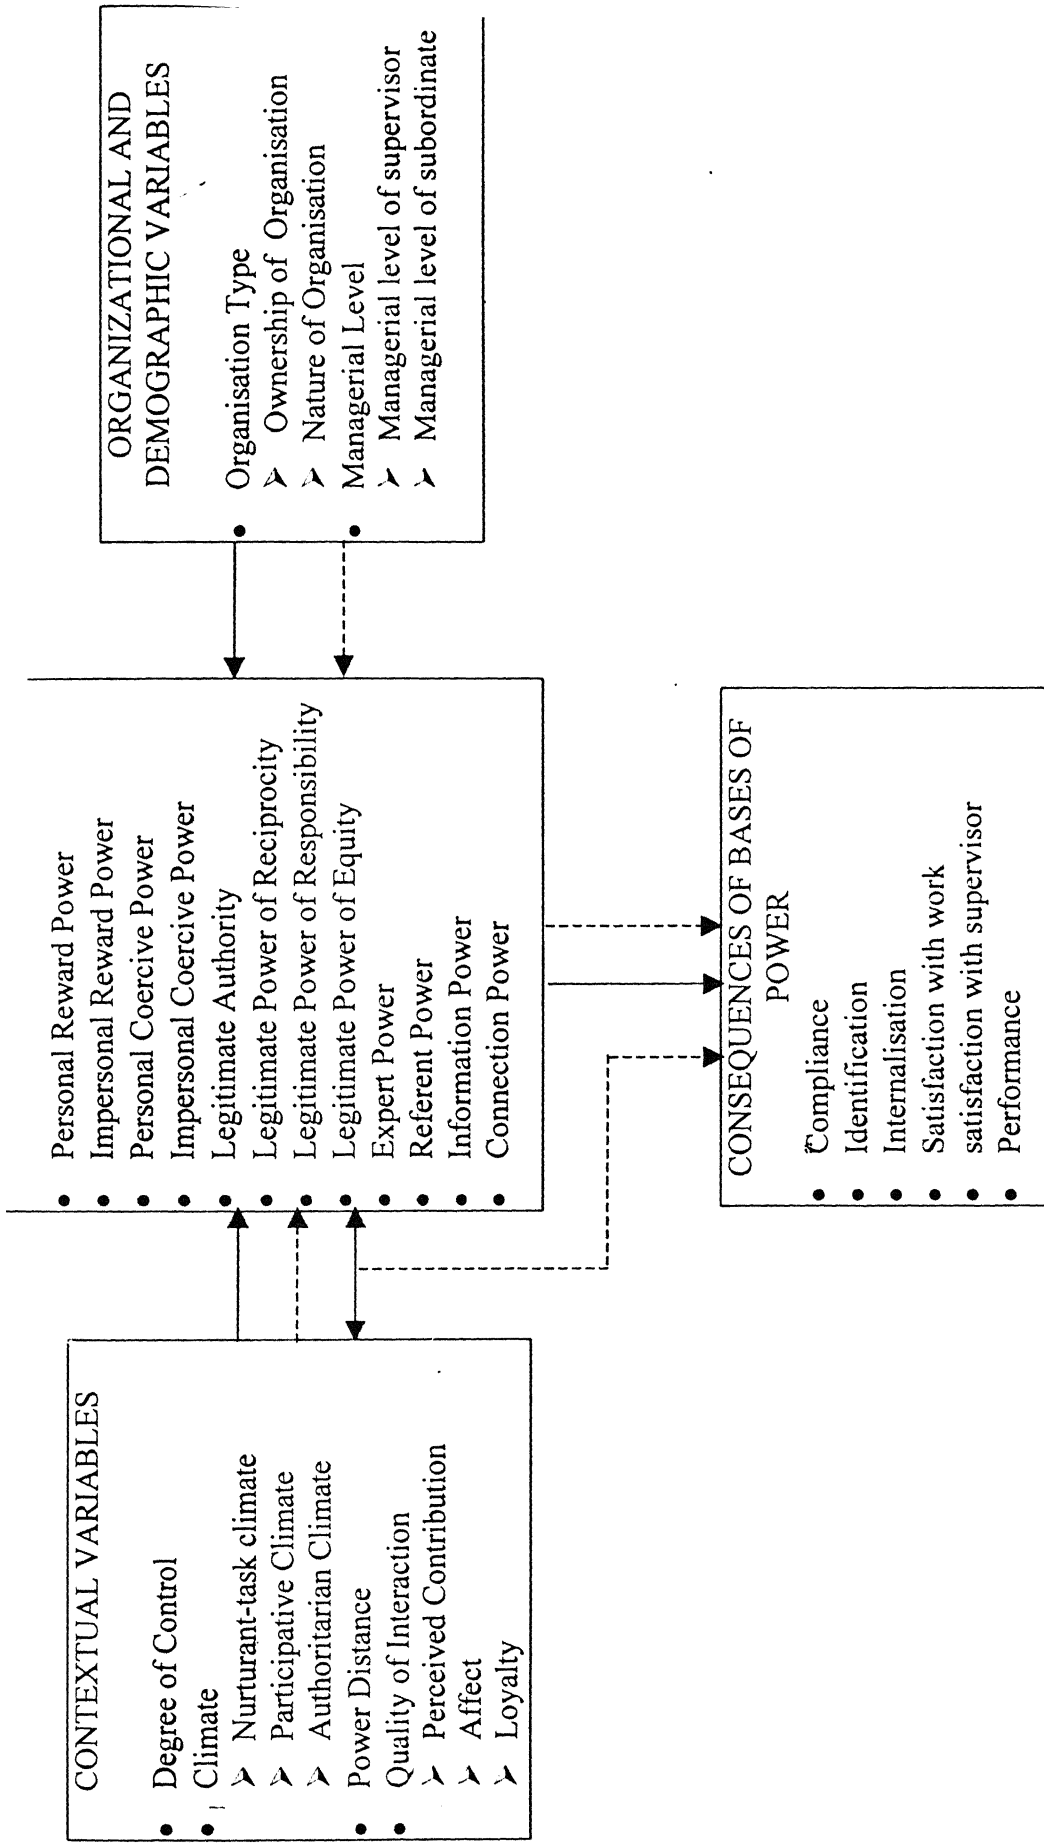 CONTEXTUAL VARIABLES
• Degree of Control
• Climate
➤ Nurturant-task climate
➤ Participative Climate
➤ Authoritarian Climate
• Power Distance
• Quality of Interaction
➤ Perceived Contribution
➤ Affect
➤ Loyalty
• Personal Reward Power
• Impersonal Reward Power
• Personal Coercive Power
• Impersonal Coercive Power
• Legitimate Authority
• Legitimate Power of Reciprocity
• Legitimate Power of Responsibility
• Legitimate Power of Equity
• Expert Power
• Referent Power
• Information Power
• Connection Power
ORGANIZATIONAL AND
DEMOGRAPHIC VARIABLES
• Organisation Type
➤ Ownership of Organisation
➤ Nature of Organisation
• Managerial Level
➤ Managerial level of supervisor
➤ Managerial level of subordinate
CONSEQUENCES OF BASES OF
POWER
• Compliance
• Identification
• Internalisation
• Satisfaction with work
• satisfaction with supervisor
• Performance